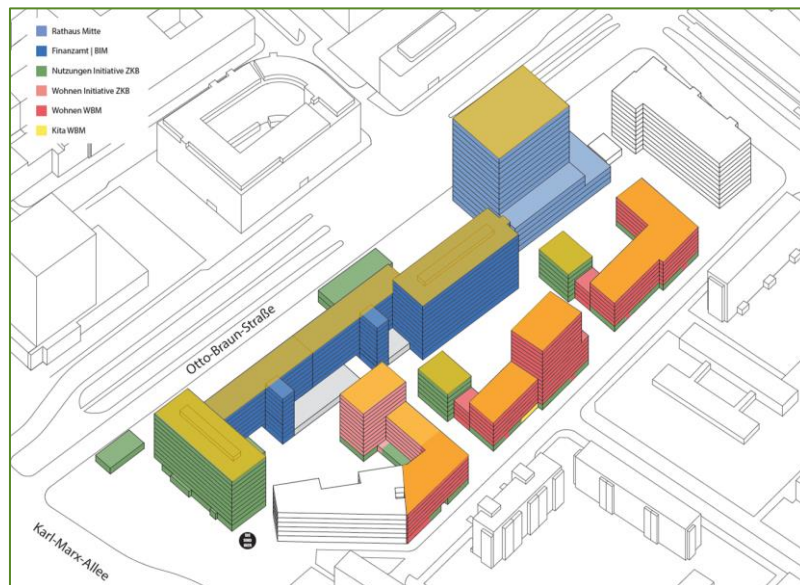 Rathaus Mitte
Finanzamt | BIM
Nutzungen Initiative ZKB
Wohnen Initiative ZKB
Wohnen WBM
Kita WBM
Otto-Braun-Straße
Karl-Marx-Allee